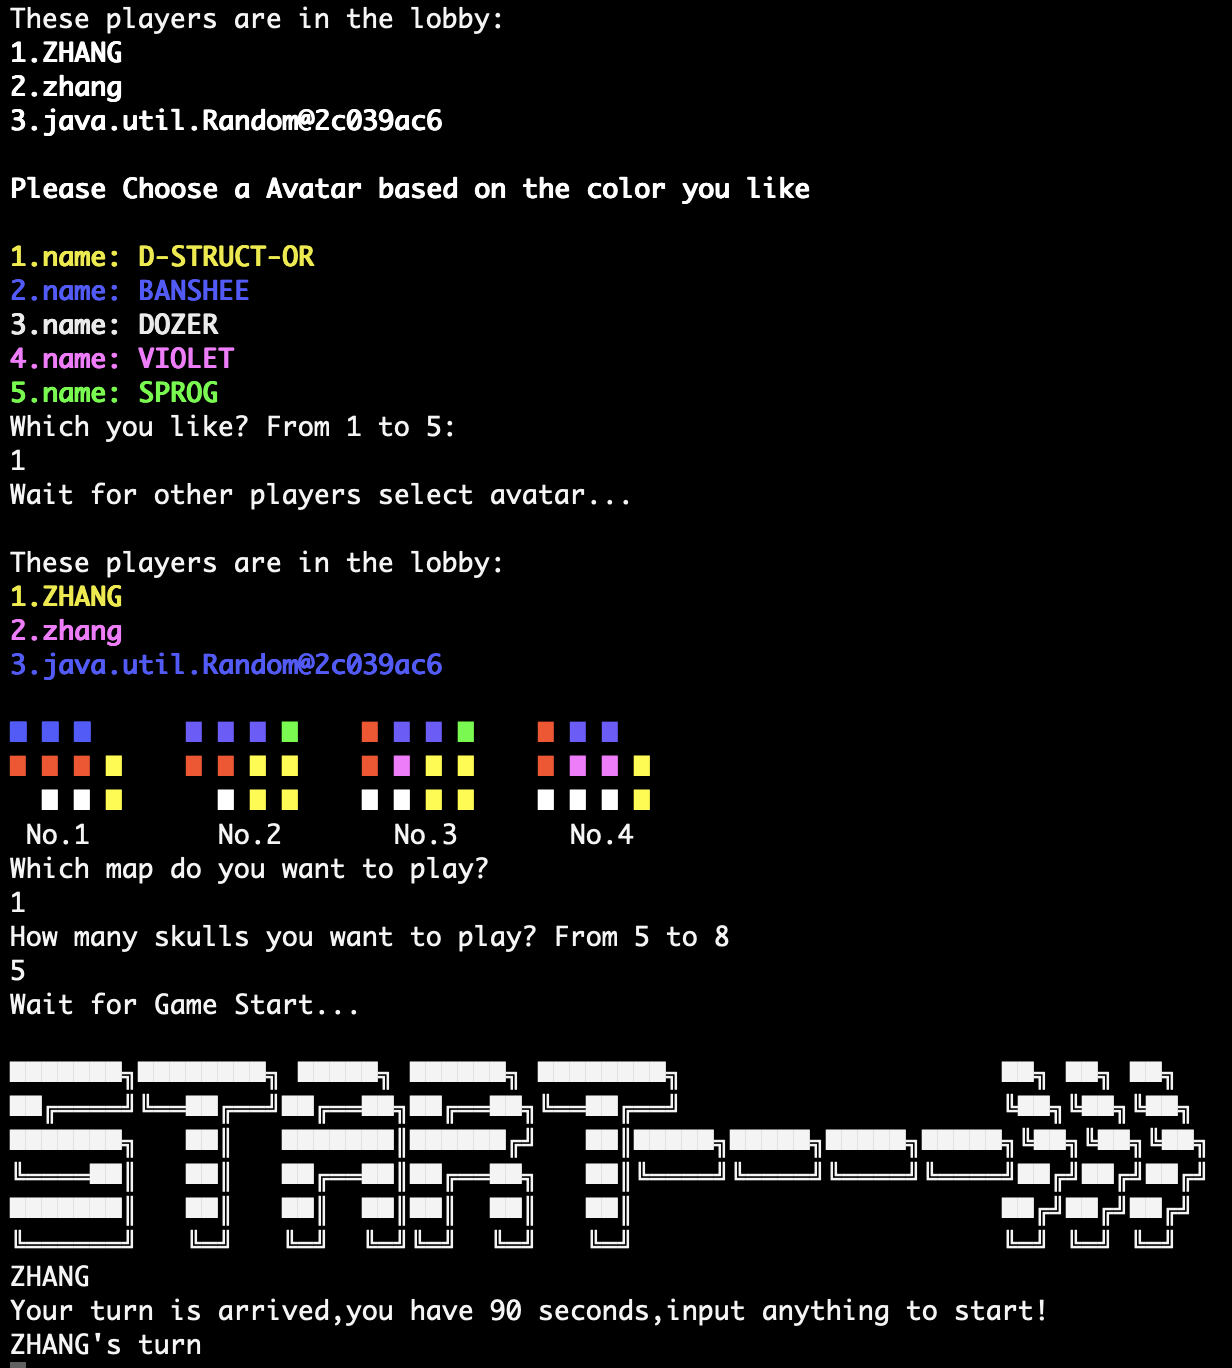 These players are in the lobby:
1.ZHANG
2.zhang
3.java.util.Random@2c039ac6
Please Choose a Avatar based on the color you like
1.name: D-STRUCT-OR
2.name: BANSHEE
3.name: DOZER
4.name: VIOLET
5.name: SPROG
Which you like? From 1 to 5:
1
Wait for other players select avatar...
These players are in the lobby:
1.ZHANG
2.zhang
3.java.util.Random@2c039ac6
No.1 No.2 No.3 No.4
Which map do you want to play?
1
How many skulls you want to play? From 5 to 8
5
Wait for Game Start...
START
ZHANG
Your turn is arrived,you have 90 seconds,input anything to start!
ZHANG's turn